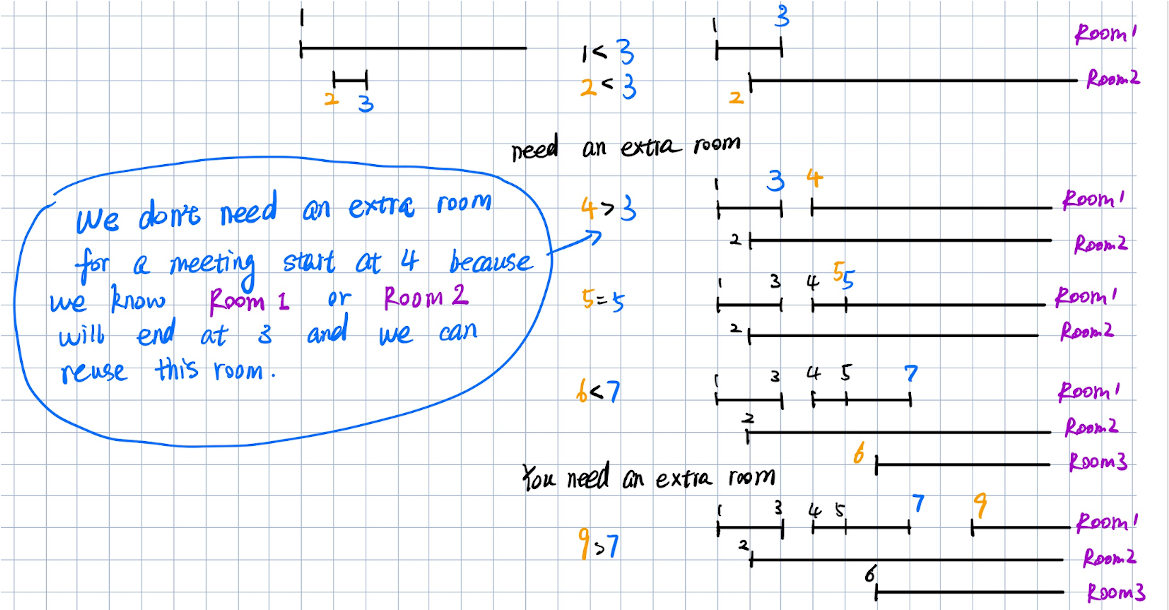 1
2 3
1 < 3
2 < 3
1 3 Room1
2 Room2
need an extra room
4 > 3
1 3 4 Room1
2 Room2
We don't need an extra room
for a meeting start at 4 because
we know Room 1 or Room 2
will end at 3 and we can
reuse this room.
5 = 5
1 3 4 5 5 Room1
2 Room2
6 < 7
1 3 4 5 7 Room1
2 Room2
6 Room3
You need an extra room
9 > 7
1 3 4 5 7 9 Room1
2 Room2
6 Room3